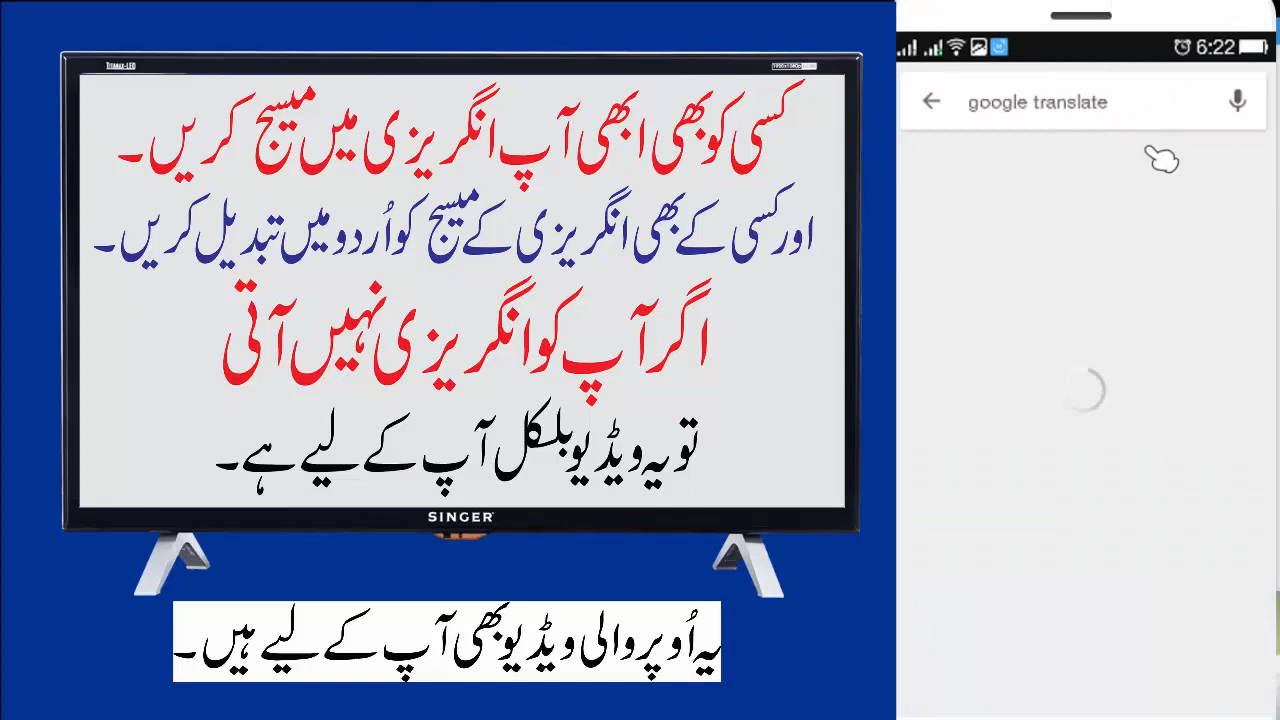 TITANMAX-LED
کسی کو بھی ابھی آپ انگریزی میں میسج کریں۔
اور کسی کے بھی انگریزی کے میسج کو اُردو میں تبدیل کریں۔
اگر آپ کو انگریزی نہیں آتی
تو یہ ویڈیو بلکل آپ کے لیے ہے۔
SINGER
یہ اُوپر والی ویڈیو بھی آپ کے لیے ہیں۔
6:22
google translate